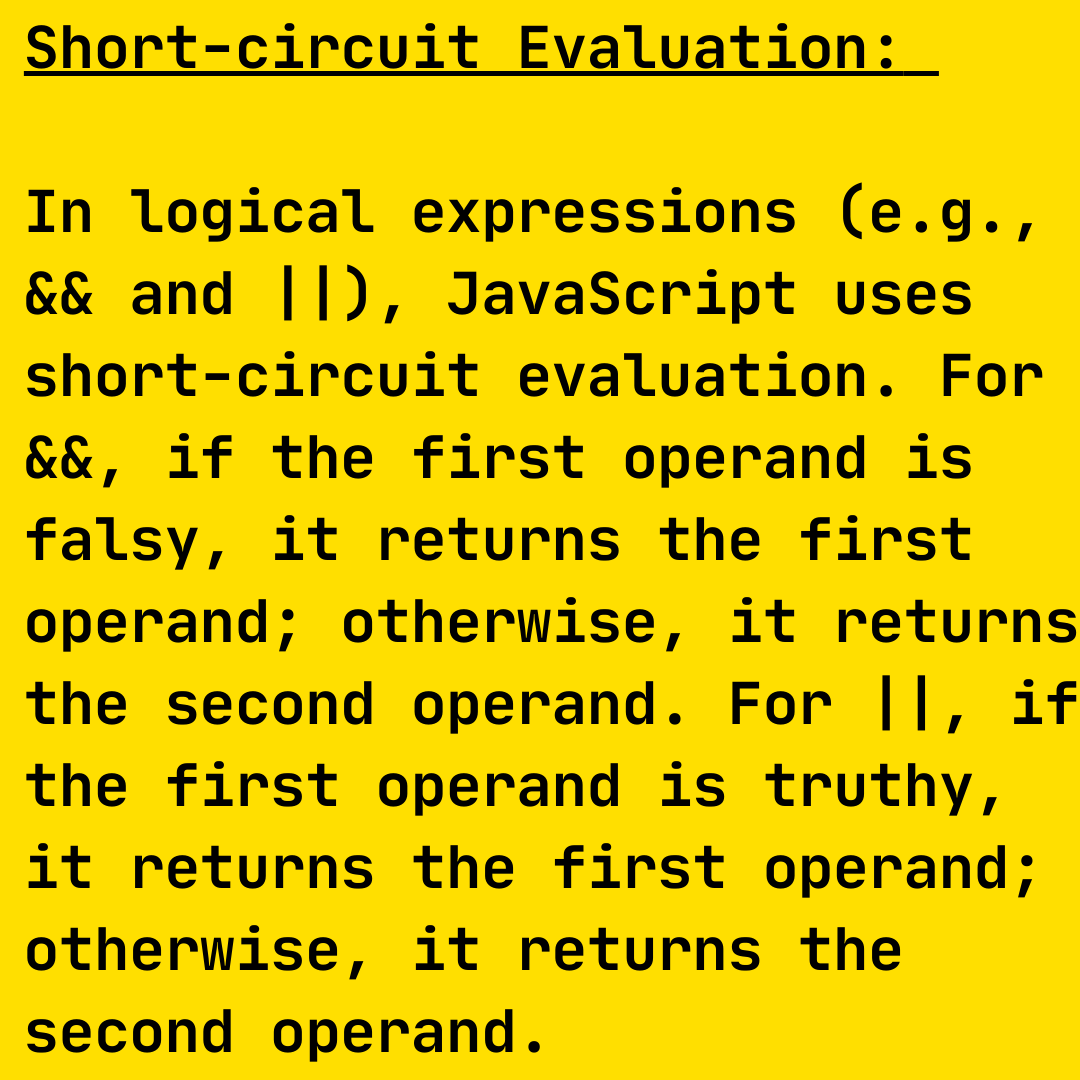 Short-circuit Evaluation:
In logical expressions (e.g.,
&& and ||), JavaScript uses
short-circuit evaluation. For
&&, if the first operand is
falsy, it returns the first
operand; otherwise, it returns
the second operand. For ||, if
the first operand is truthy,
it returns the first operand;
otherwise, it returns the
second operand.